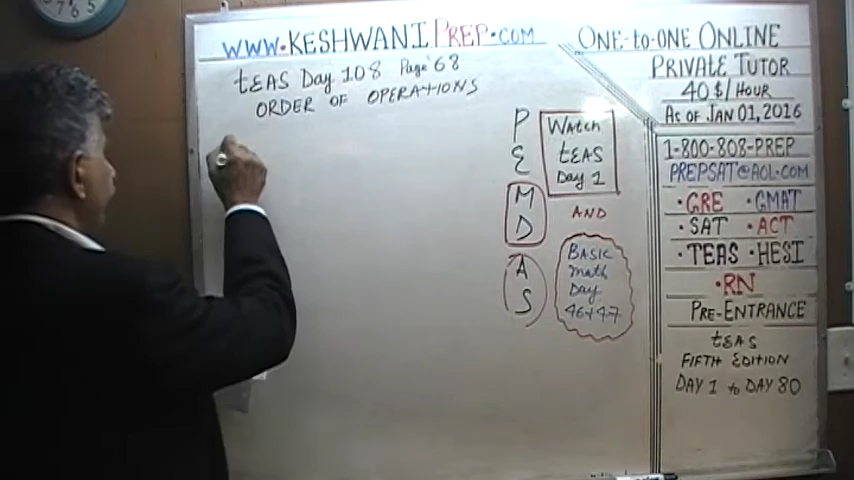 WWW.KESHWANIPREP.COM
tEAS Day 108 Page 68
ORDER OF OPERATIONS
P
E
M
D
A
S
Watch
tEAS
Day 1
AND
BASIC
math
Day
46+47
ONE-to-ONE ONLINE
PRIVATE TUTOR
40 $/HOUR
AS OF JAN 01, 2016
1-800-808-PREP
PREPSAT@AOL.COM
•GRE •GMAT
•SAT •ACT
•TEAS •HESI
•RN
PRE-ENTRANCE
tEAS
FIFTH EDITION
DAY 1 to DAY 80